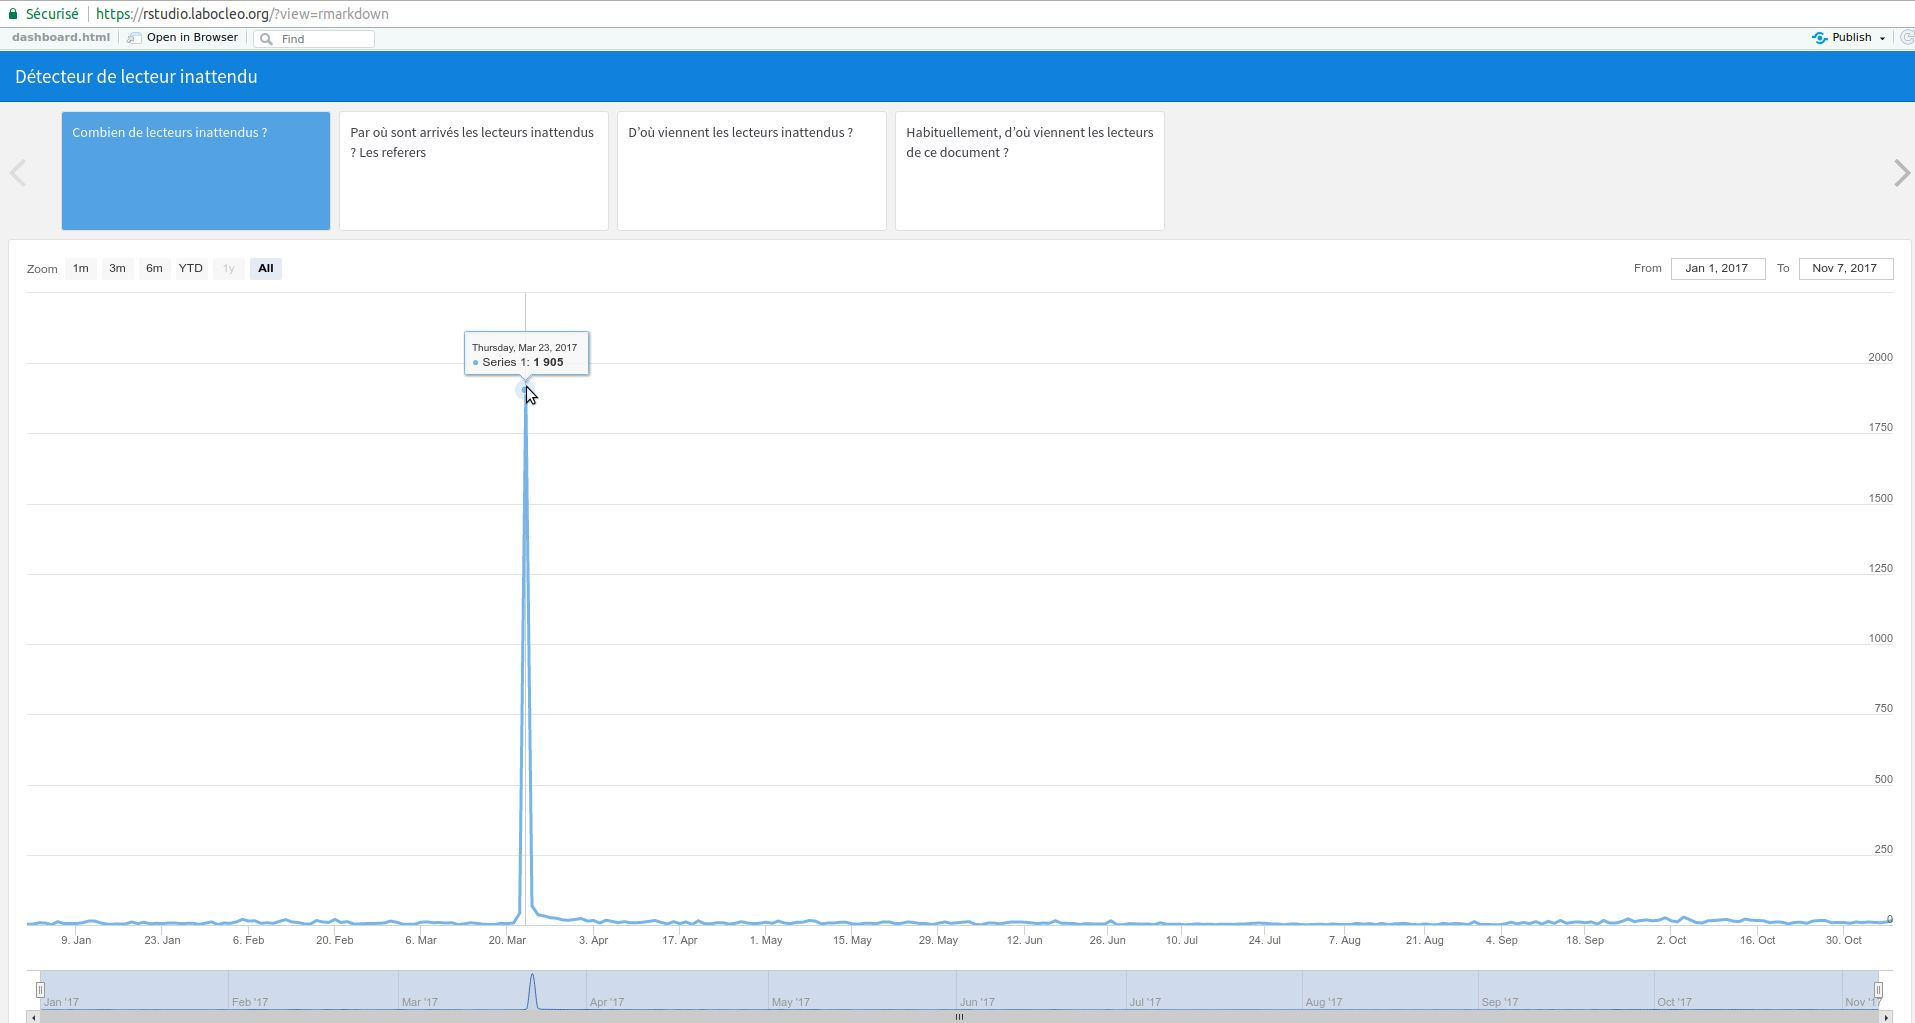 Sécurisé https://rstudio.labocleo.org/?view=rmarkdown
dashboard.html Open in Browser Find Publish
Détecteur de lecteur inattendu
Combien de lecteurs inattendus ?
Par où sont arrivés les lecteurs inattendus
? Les referers
D'où viennent les lecteurs inattendus ?
Habituellement, d'où viennent les lecteurs
de ce document ?
Zoom 1m 3m 6m YTD 1y All From Jan 1, 2017 To Nov 7, 2017
Thursday, Mar 23, 2017
Series 1: 1 905
2000
1750
1500
1250
1000
750
500
250
0
9. Jan 23. Jan 6. Feb 20. Feb 6. Mar 20. Mar 3. Apr 17. Apr 1. May 15. May 29. May 12. Jun 26. Jun 10. Jul 24. Jul 7. Aug 21. Aug 4. Sep 18. Sep 2. Oct 16. Oct 30. Oct
Jan '17 Feb '17 Mar '17 Apr '17 May '17 Jun '17 Jul '17 Aug '17 Sep '17 Oct '17 Nov '17